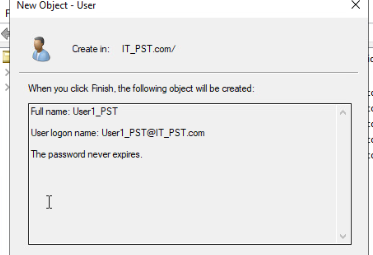 New Object - User
Create in: IT_PST.com/
When you click Finish, the following object will be created:
Full name: User1_PST
User logon name: User1_PST@IT_PST.com
The password never expires.